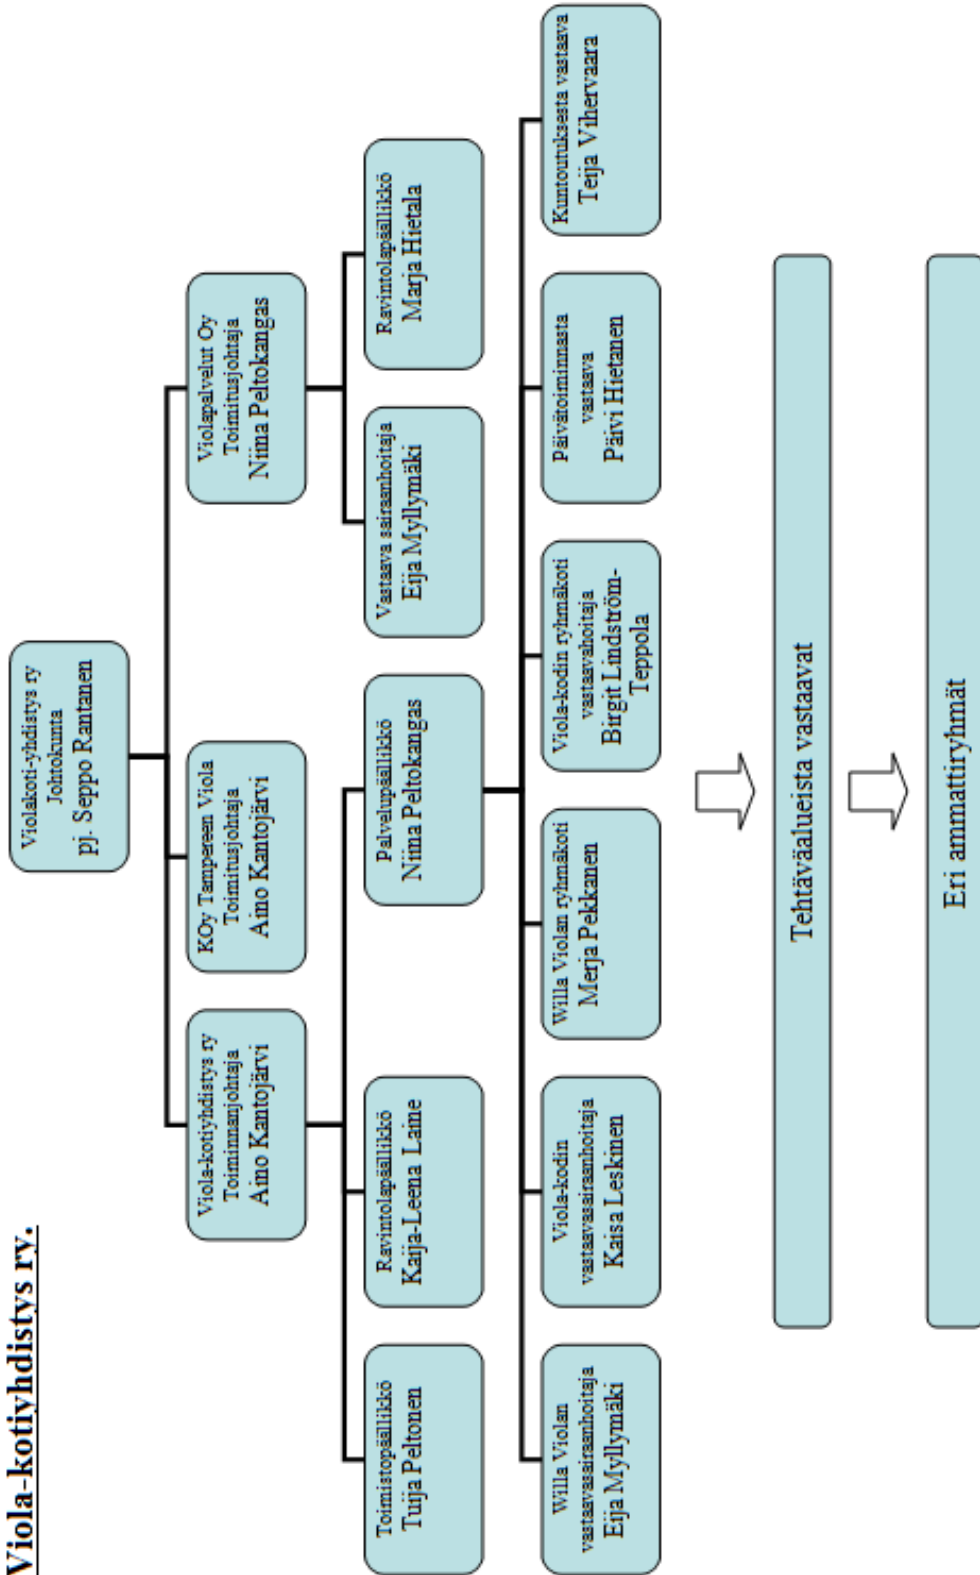 Viola-kotiyhdistys ry.
Violakoti-yhdistys ry
Johtokunta
pj. Seppo Rantanen
Viola-kotiyhdistys ry
Toiminnanjohtaja
Aino Kantojärvi
KOy Tampereen Viola
Toimitusjohtaja
Aino Kantojärvi
Violapalvelut Oy
Toimitusjohtaja
Niina Peltokangas
Toimistopäällikkö
Tuija Peltonen
Ravintolapäällikkö
Kaija-Leena Laine
Palvelupäällikkö
Niina Peltokangas
Vastaava sairaanhoitaja
Eija Myllymäki
Ravintolapäällikkö
Marja Hietala
Willa Violan
vastaavasairaanhoitaja
Eija Myllymäki
Viola-kodin
vastaavasairaanhoitaja
Kaisa Leskinen
Willa Violan ryhmäkoti
Merja Pekkanen
Viola-kodin ryhmäkoti
vastaavahoitaja
Birgit Lindström-
Teppola
Päivätoiminnasta
vastaava
Päivi Hietanen
Kuntoutuksesta vastaava
Teija Vihervaara
Tehtäväalueista vastaavat
Eri ammattiryhmät